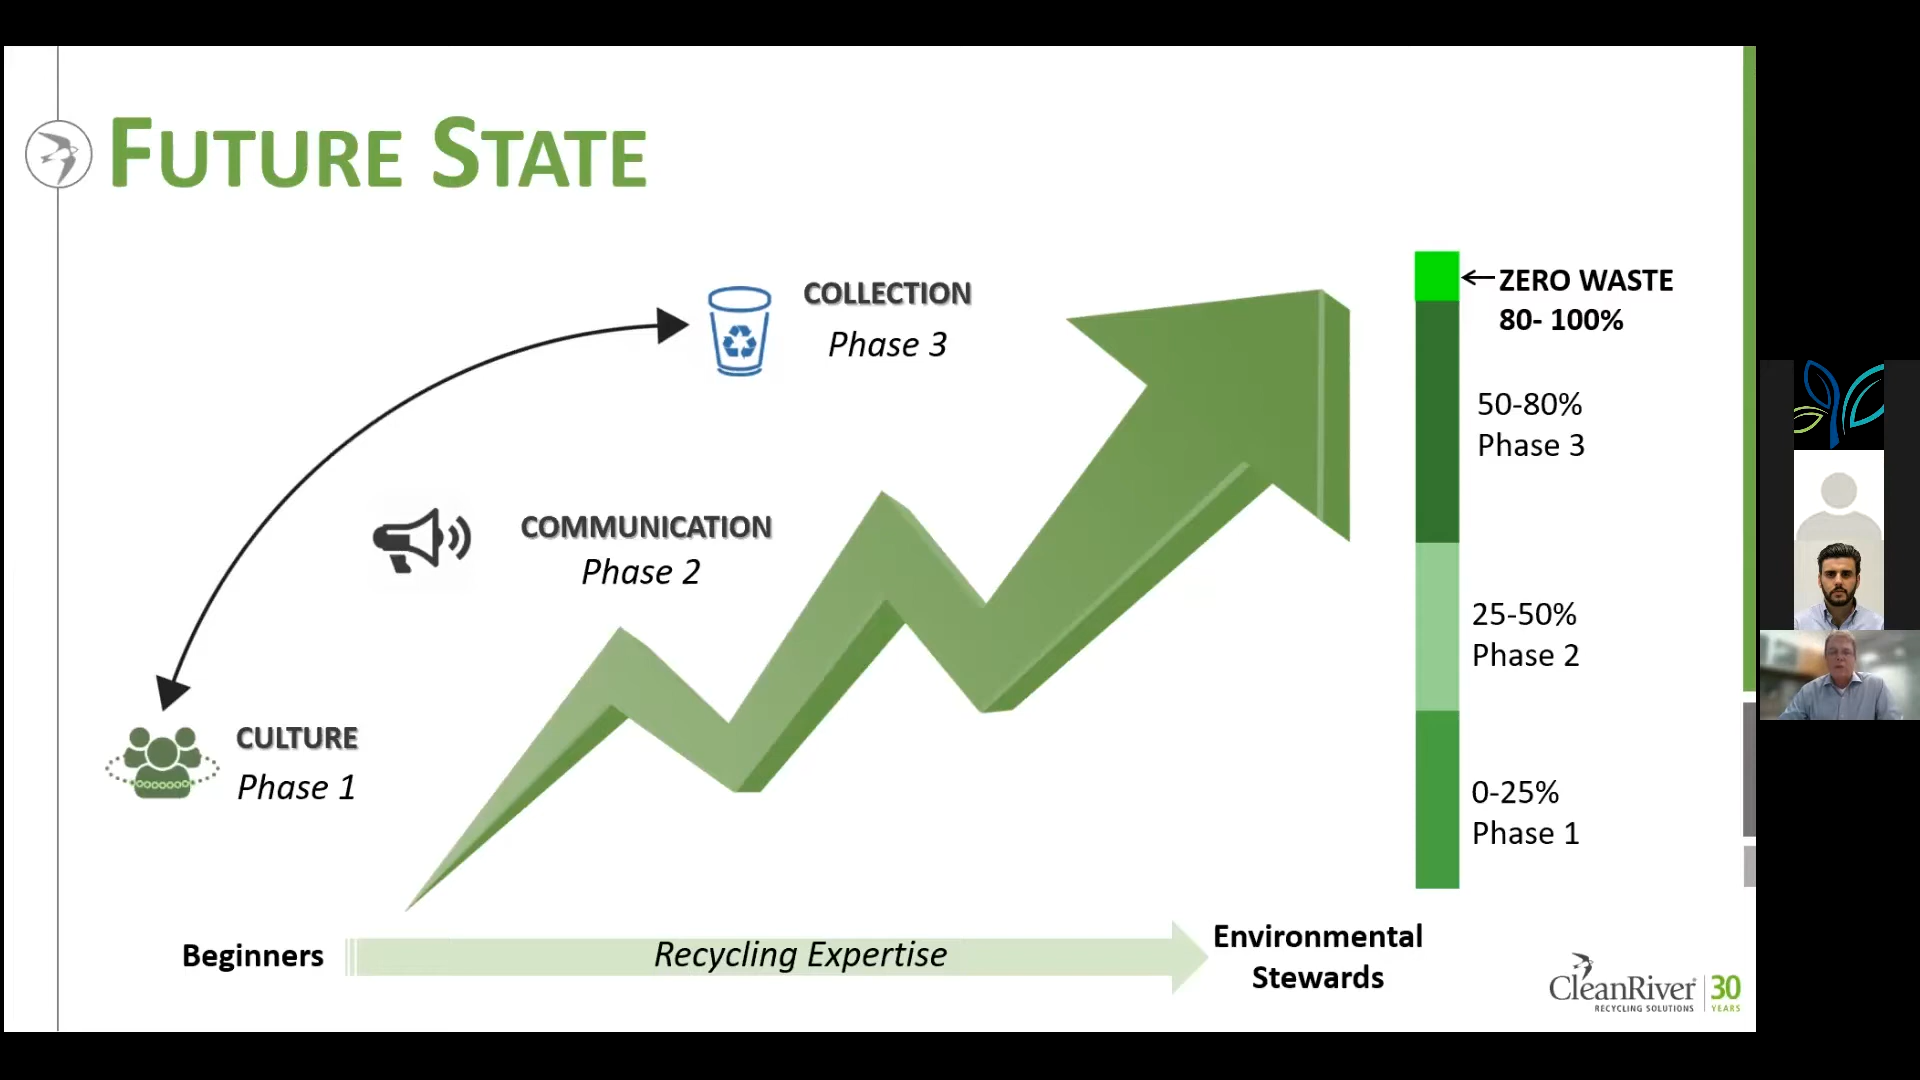 FUTURE STATE
COLLECTION
Phase 3
COMMUNICATION
Phase 2
CULTURE
Phase 1
ZERO WASTE
80- 100%
50-80%
Phase 3
25-50%
Phase 2
0-25%
Phase 1
Beginners
Recycling Expertise
Environmental
Stewards
CleanRiver
RECYCLING SOLUTIONS
30
YEARS